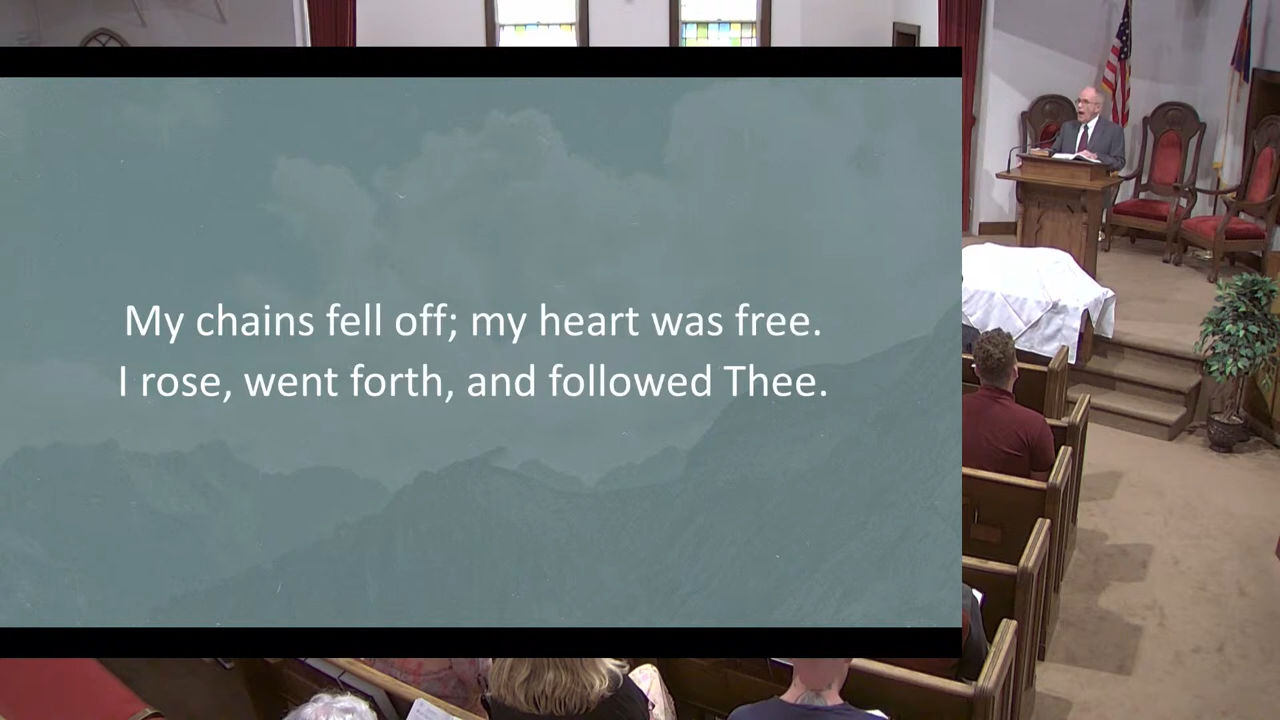 My chains fell off; my heart was free.
I rose, went forth, and followed Thee.